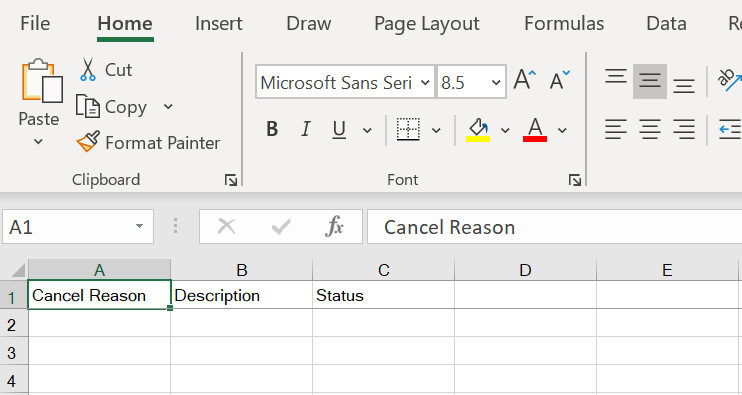 File Home Insert Draw Page Layout Formulas Data
Paste
Cut
Copy
Format Painter
Clipboard
Microsoft Sans Seri 8.5 A A
B I U A
Font
ab
A1 fx Cancel Reason
A B C D E
1 Cancel Reason Description Status
2
3
4